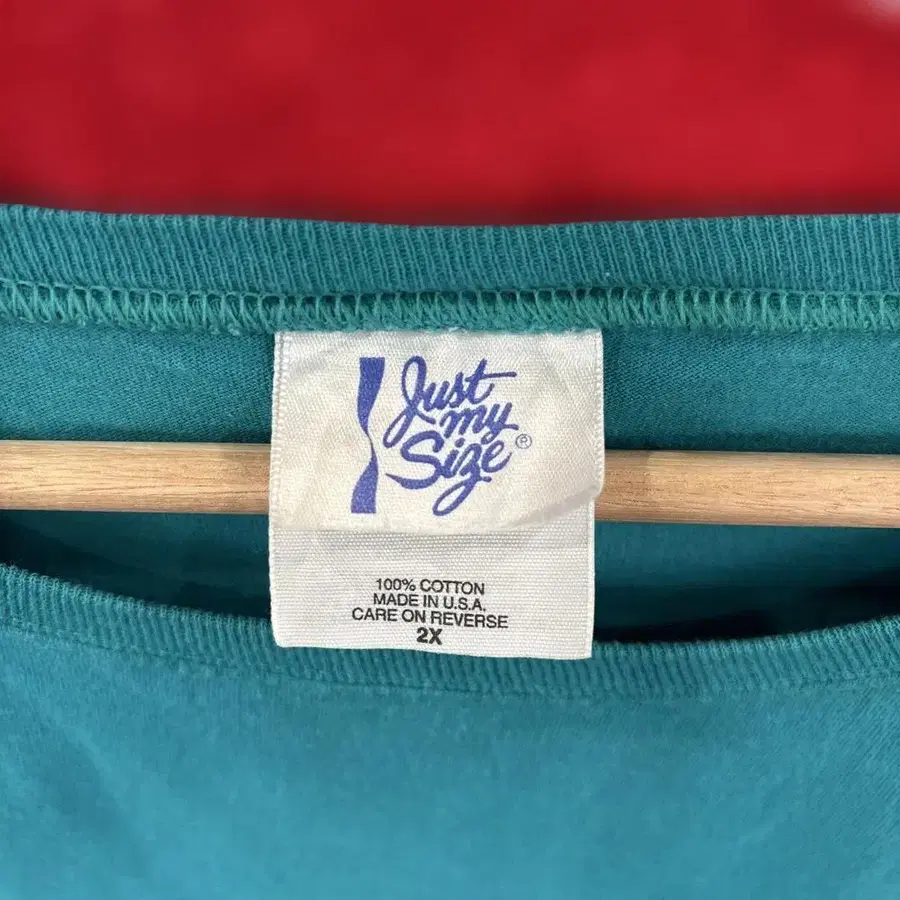 Just
my
Size®
100% COTTON
MADE IN U.S.A.
CARE ON REVERSE
2X